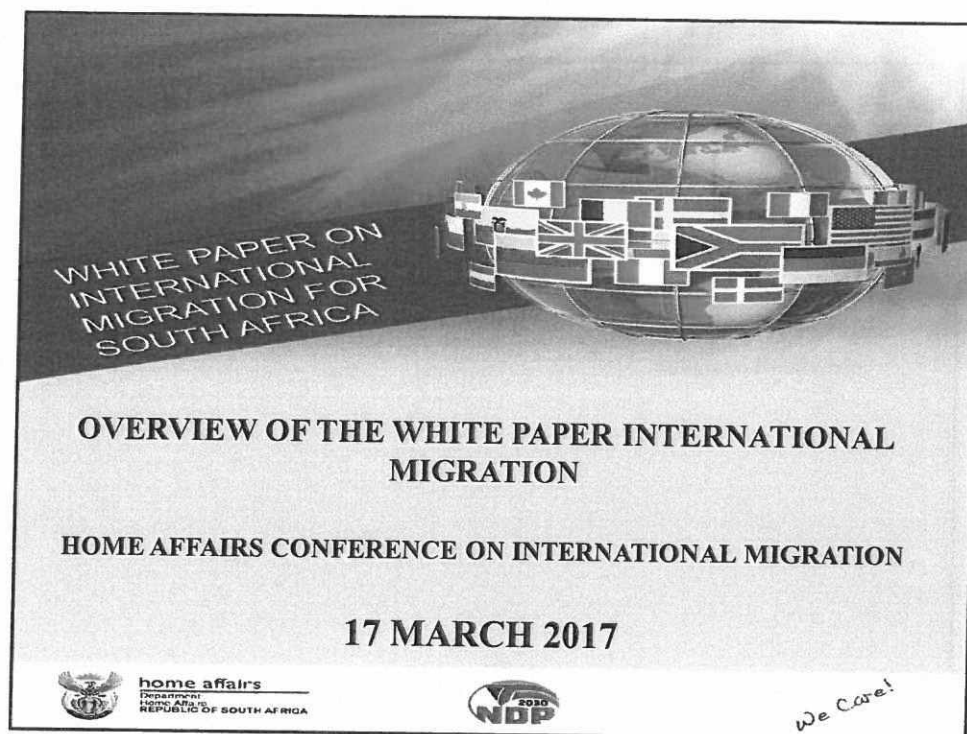 WHITE PAPER ON
INTERNATIONAL
MIGRATION FOR
SOUTH AFRICA
OVERVIEW OF THE WHITE PAPER INTERNATIONAL
MIGRATION
HOME AFFAIRS CONFERENCE ON INTERNATIONAL MIGRATION
17 MARCH 2017
home affairs
Department:
Home Affairs
REPUBLIC OF SOUTH AFRICA
2030
NDP
We Care!